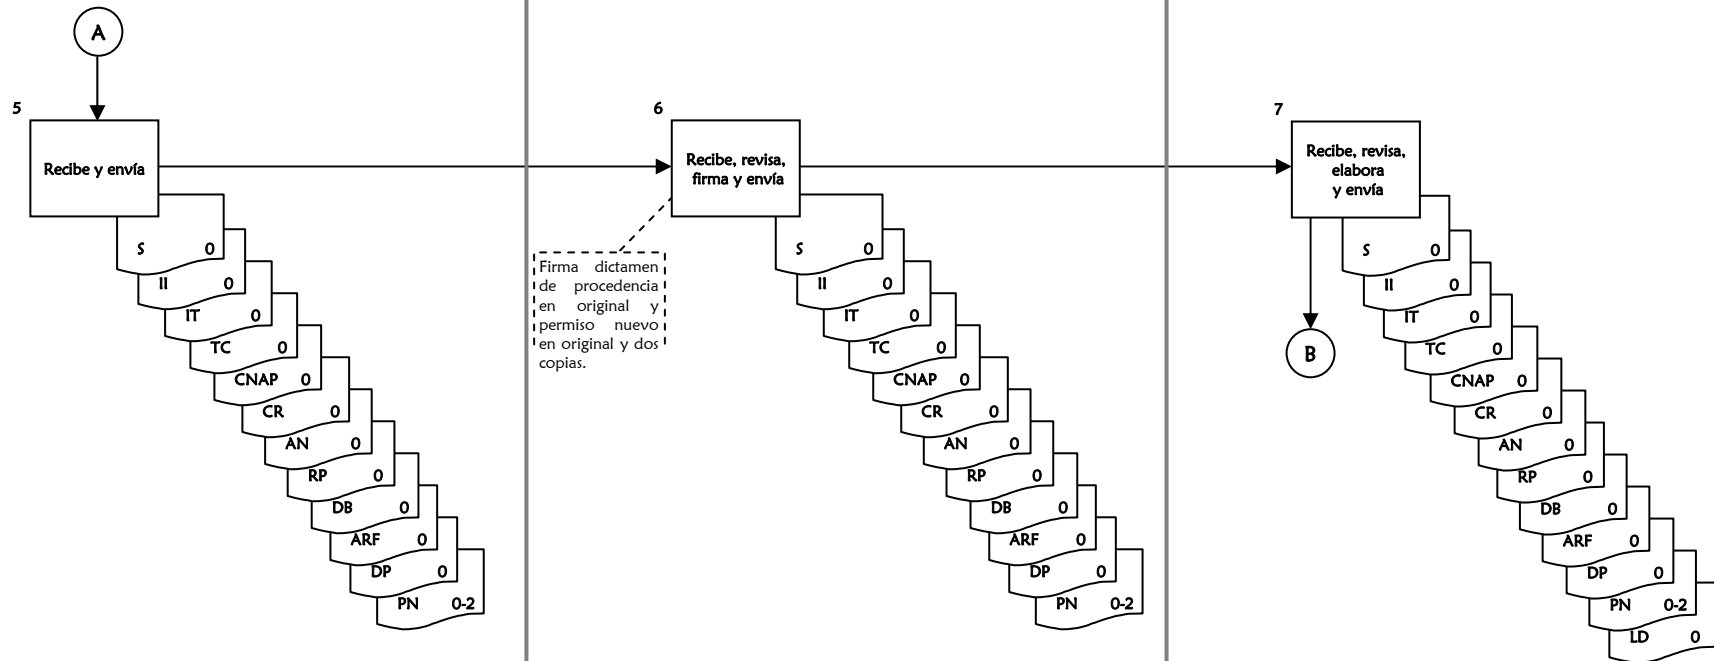 A
5
Recibe y envía
S 0
II 0
IT 0
TC 0
CNAP 0
CR 0
AN 0
RP 0
DB 0
ARF 0
DP 0
PN 0-2
6
Recibe, revisa,
firma y envía
Firma dictamen
de procedencia
en original y
permiso nuevo
en original y dos
copias.
S 0
II 0
IT 0
TC 0
CNAP 0
CR 0
AN 0
RP 0
DB 0
ARF 0
DP 0
PN 0-2
7
Recibe, revisa,
elabora
y envía
B
S 0
II 0
IT 0
TC 0
CNAP 0
CR 0
AN 0
RP 0
DB 0
ARF 0
DP 0
PN 0-2
LD 0